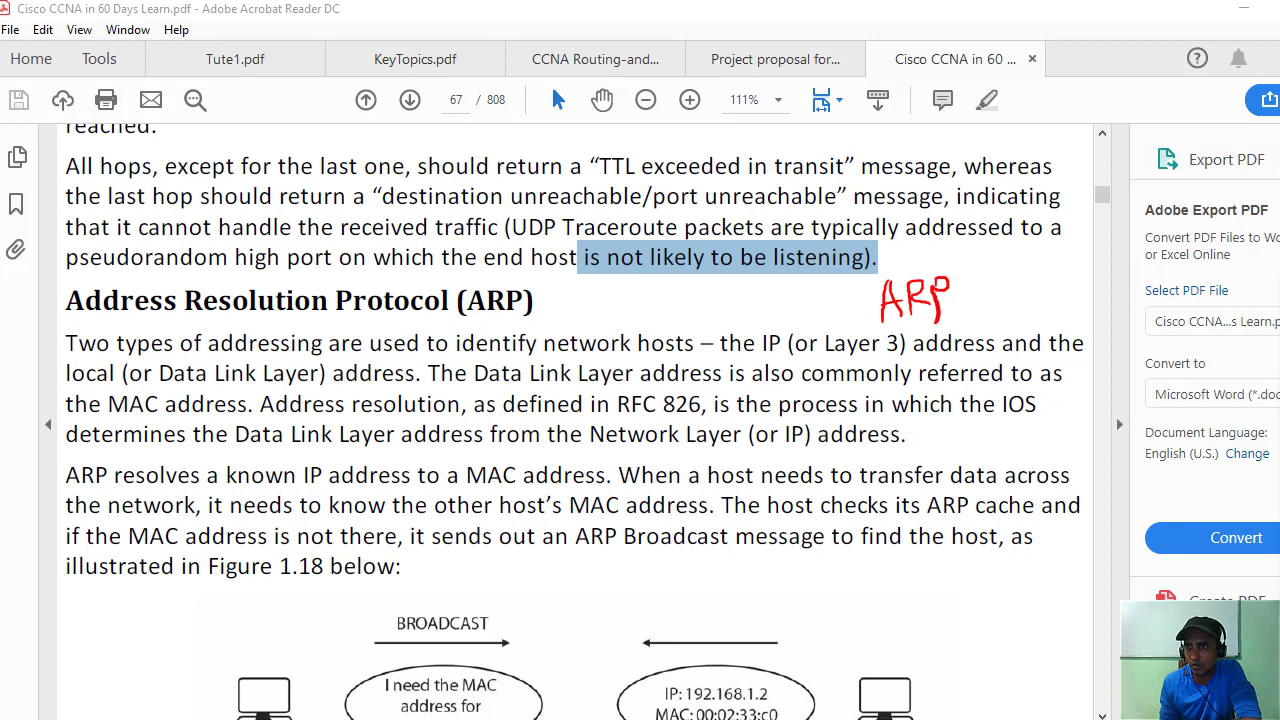 Cisco CCNA in 60 Days Learn.pdf - Adobe Acrobat Reader DC
File Edit View Window Help
Home Tools Tute1.pdf KeyTopics.pdf CCNA Routing-and... Project proposal for... Cisco CCNA in 60 ... ×
67 / 808 111%
reached.
All hops, except for the last one, should return a “TTL exceeded in transit” message, whereas
the last hop should return a “destination unreachable/port unreachable” message, indicating
that it cannot handle the received traffic (UDP Traceroute packets are typically addressed to a
pseudorandom high port on which the end host is not likely to be listening).
Address Resolution Protocol (ARP)
ARP
Two types of addressing are used to identify network hosts – the IP (or Layer 3) address and the
local (or Data Link Layer) address. The Data Link Layer address is also commonly referred to as
the MAC address. Address resolution, as defined in RFC 826, is the process in which the IOS
determines the Data Link Layer address from the Network Layer (or IP) address.
ARP resolves a known IP address to a MAC address. When a host needs to transfer data across
the network, it needs to know the other host’s MAC address. The host checks its ARP cache and
if the MAC address is not there, it sends out an ARP Broadcast message to find the host, as
illustrated in Figure 1.18 below:
BROADCAST
I need the MAC
address for
IP: 192.168.1.2
MAC: 00:02:33:c0
Export PDF
Adobe Export PDF
Convert PDF Files to Wo
or Excel Online
Select PDF File
Cisco CCNA...s Learn.p
Convert to
Microsoft Word (*.doc
Document Language:
English (U.S.) Change
Convert
Create PDF